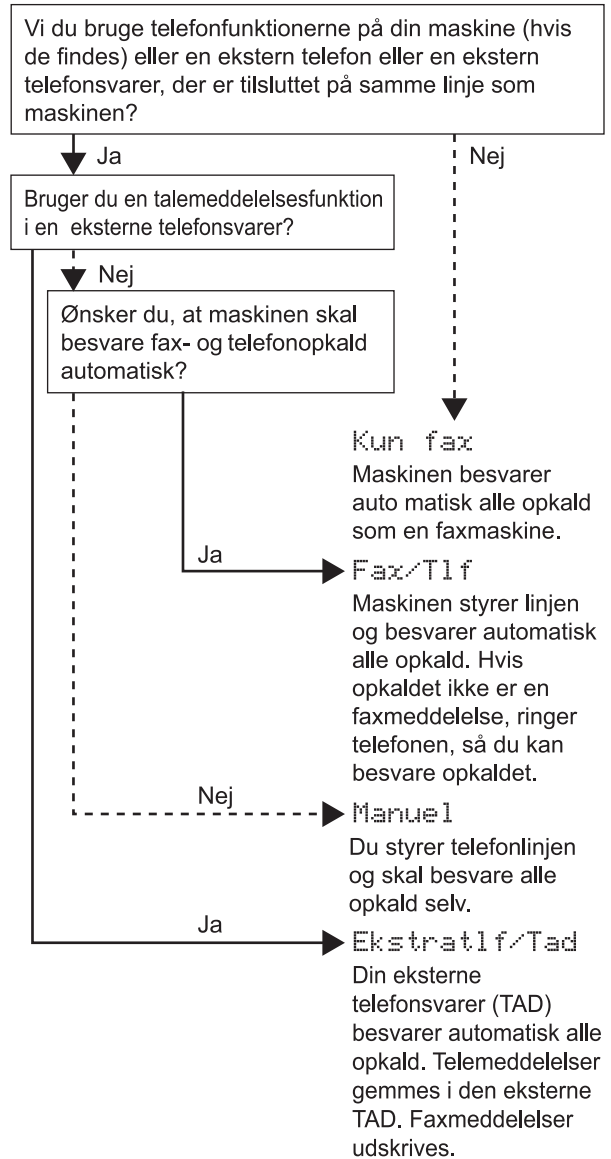 Vi du bruge telefonfunktionerne på din maskine (hvis
de findes) eller en ekstern telefon eller en ekstern
telefonsvarer, der er tilsluttet på samme linje som
maskinen?
Ja
Nej
Bruger du en talemeddelelsesfunktion
i en eksterne telefonsvarer?
Nej
Ønsker du, at maskinen skal
besvare fax- og telefonopkald
automatisk?
Kun fax
Maskinen besvarer
auto matisk alle opkald
som en faxmaskine.
Ja
Fax/Tlf
Maskinen styrer linjen
og besvarer automatisk
alle opkald. Hvis
opkaldet ikke er en
faxmeddelelse, ringer
telefonen, så du kan
besvare opkaldet.
Nej
Manuel
Du styrer telefonlinjen
og skal besvare alle
opkald selv.
Ja
Ekstratlf/Tad
Din eksterne
telefonsvarer (TAD)
besvarer automatisk alle
opkald. Telemeddelelser
gemmes i den eksterne
TAD. Faxmeddelelser
udskrives.